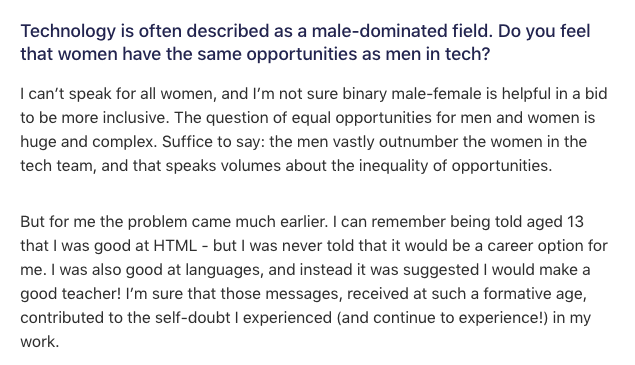 Technology is often described as a male-dominated field. Do you feel
that women have the same opportunities as men in tech?
I can’t speak for all women, and I’m not sure binary male-female is helpful in a bid
to be more inclusive. The question of equal opportunities for men and women is
huge and complex. Suffice to say: the men vastly outnumber the women in the
tech team, and that speaks volumes about the inequality of opportunities.
But for me the problem came much earlier. I can remember being told aged 13
that I was good at HTML - but I was never told that it would be a career option for
me. I was also good at languages, and instead it was suggested I would make a
good teacher! I’m sure that those messages, received at such a formative age,
contributed to the self-doubt I experienced (and continue to experience!) in my
work.